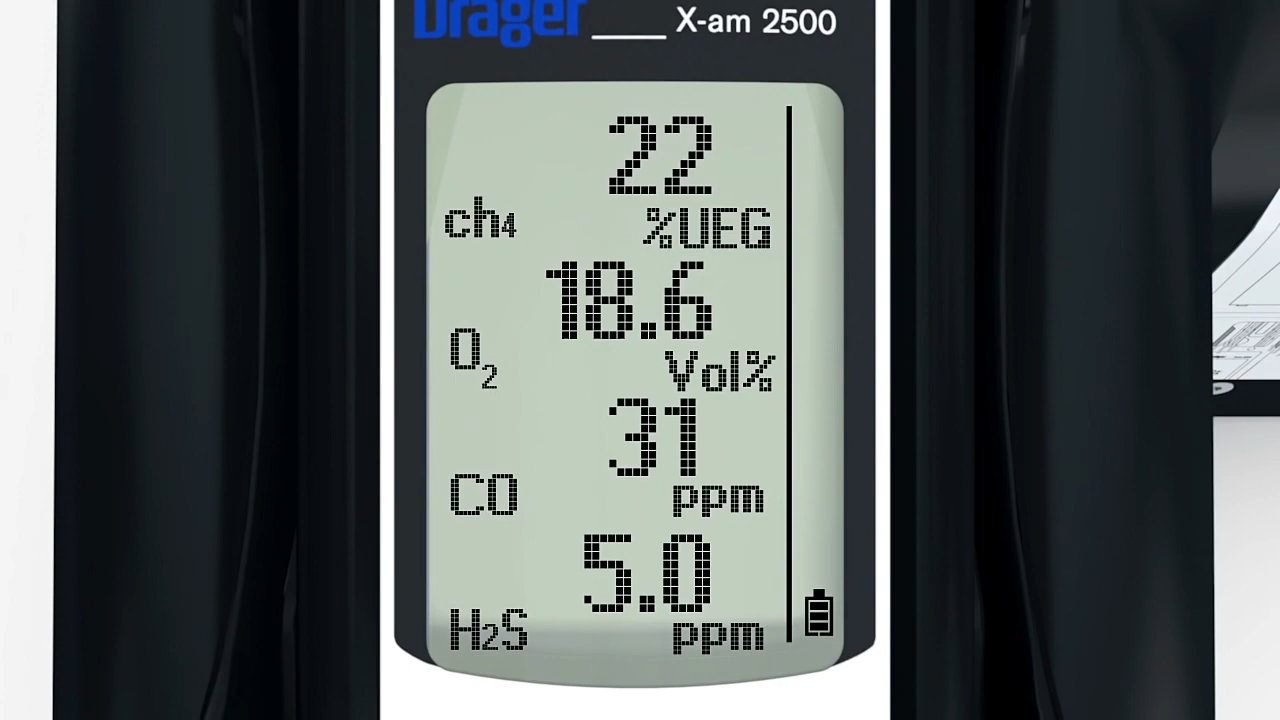 Dräger X-am 2500
22
ch4 %UEG
18.6
O2 Vol%
31
CO ppm
5.0
H2S ppm